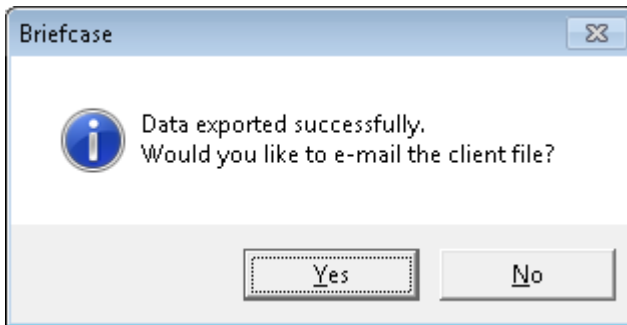 Briefcase
Data exported successfully.
Would you like to e-mail the client file?
Yes
No